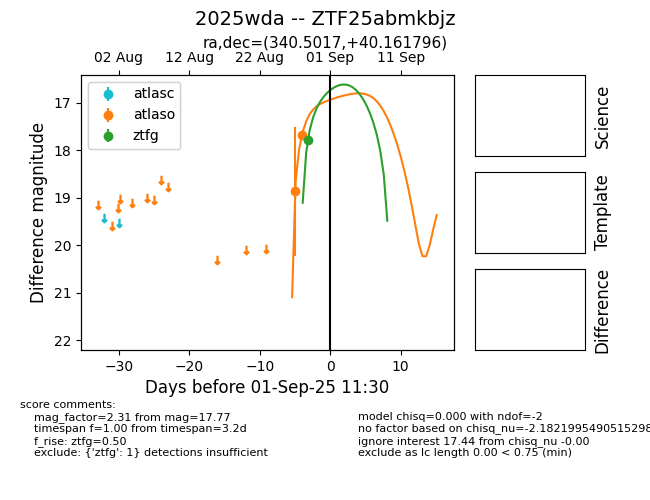 2025wda -- ZTF25abmkbjz
ra,dec=(340.5017,+40.161796)
02 Aug 12 Aug 22 Aug 01 Sep 11 Sep
atlasc
atlaso
ztfg
17
18
19
20
21
22
Difference magnitude
−30 −20 −10 0 10
Days before 01-Sep-25 11:30
Science
Template
Difference
score comments:
mag_factor=2.31 from mag=17.77
timespan f=1.00 from timespan=3.2d
f_rise: ztfg=0.50
exclude: {'ztfg': 1} detections insufficient
model chisq=0.000 with ndof=-2
no factor based on chisq_nu=-2.1821995490515298
ignore interest 17.44 from chisq_nu -0.00
exclude as lc length 0.00 < 0.75 (min)